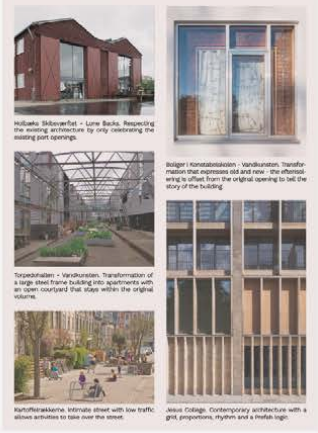 Holbæks Skibsværftet - Lone Backs. Respecting
the existing architecture by only celebrating the
existing port openings.
Boliger i Konstabelskolen - Vandkunsten. Transfor-
mation that expresses old and new - the
ering is offset from the original opening to tell the
story of the building.
Torpedohallen - Vandkunsten. Transformation of
a large steel frame building into apartments with
an open courtyard that stays within the original
volume.
Kartoffelrækkerne. Intimate street with low traffic
allows activities to take over the street.
Jesus College. Contemporary architecture with a
grid, proportions, rhythm and a Prefab logic.